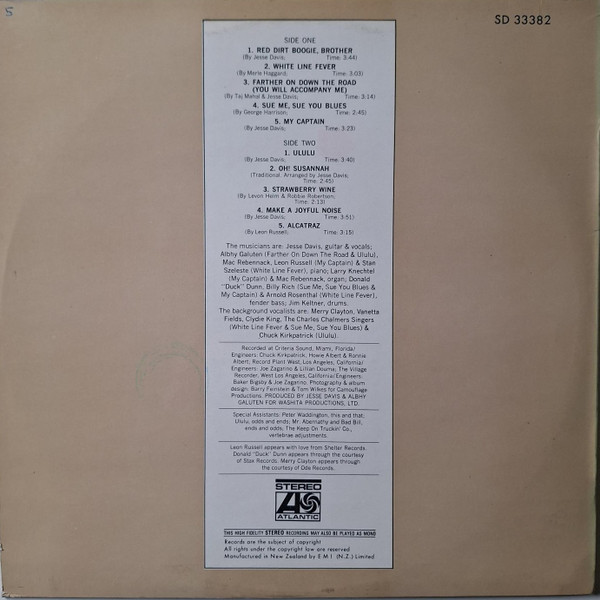 5
SD 33382
SIDE ONE
1. RED DIRT BOOGIE, BROTHER
(By Jesse Davis; Time: 3:44)
2. WHITE LINE FEVER
(By Merle Haggard; Time: 3:03)
3. FARTHER ON DOWN THE ROAD
(YOU WILL ACCOMPANY ME)
(By Taj Mahal & Jesse Davis; Time: 3:14)
4. SUE ME, SUE YOU BLUES
(By George Harrison; Time: 2:45)
5. MY CAPTAIN
(By Jesse Davis; Time: 3:23)
SIDE TWO
1. ULULU
(By Jesse Davis; Time: 3:40)
2. OH! SUSANNAH
(Traditional. Arranged by Jesse Davis;
Time: 2:45)
3. STRAWBERRY WINE
(By Levon Helm & Robbie Robertson;
Time: 2:13)
4. MAKE A JOYFUL NOISE
(By Jesse Davis; Time: 3:51)
5. ALCATRAZ
(By Leon Russell; Time: 3:15)
The musicians are: Jesse Davis, guitar & vocals;
Albhy Galuten (Farther On Down The Road & Ululu),
Mac Rebennack, Leon Russell (My Captain) & Stan
Szeleste (White Line Fever), piano; Larry Knechtel
(My Captain) & Mac Rebennack, organ; Donald
"Duck" Dunn, Billy Rich (Sue Me, Sue You Blues &
My Captain) & Arnold Rosenthal (White Line Fever),
fender bass; Jim Keltner, drums.
The background vocalists are: Merry Clayton, Vanetta
Fields, Clydie King, The Charles Chalmers Singers
(White Line Fever & Sue Me, Sue You Blues) &
Chuck Kirkpatrick (Ululu).
Recorded at Criteria Sound, Miami, Florida/
Engineers: Chuck Kirkpatrick, Howie Albert & Ronnie
Albert; Record Plant West, Los Angeles, California/
Engineers: Joe Zagarino & Lillian Douma; The Village
Recorder, West Los Angeles, California/Engineers:
Baker Bigsby & Joe Zagarino. Photography & album
design: Barry Feinstein & Tom Wilkes for Camouflage
Productions. PRODUCED BY JESSE DAVIS & ALBHY
GALUTEN FOR WASHITA PRODUCTIONS, LTD.
Special Assistants: Peter Waddington, this and that;
Ululu, odds and ends; Mr. Abernathy and Bad Bill,
ends and odds; The Keep On Truckin' Co.,
vertebrae adjustments.
Leon Russell appears with love from Shelter Records.
Donald "Duck" Dunn appears through the courtesy
of Stax Records. Merry Clayton appears through
the courtesy of Ode Records.
STEREO
ATLANTIC
THIS HIGH FIDELITY STEREO RECORDING MAY ALSO BE PLAYED AS MONO
Records are the subject of copyright
All rights under the copyright law are reserved
Manufactured in New Zealand by E M I (N.Z.) Limited